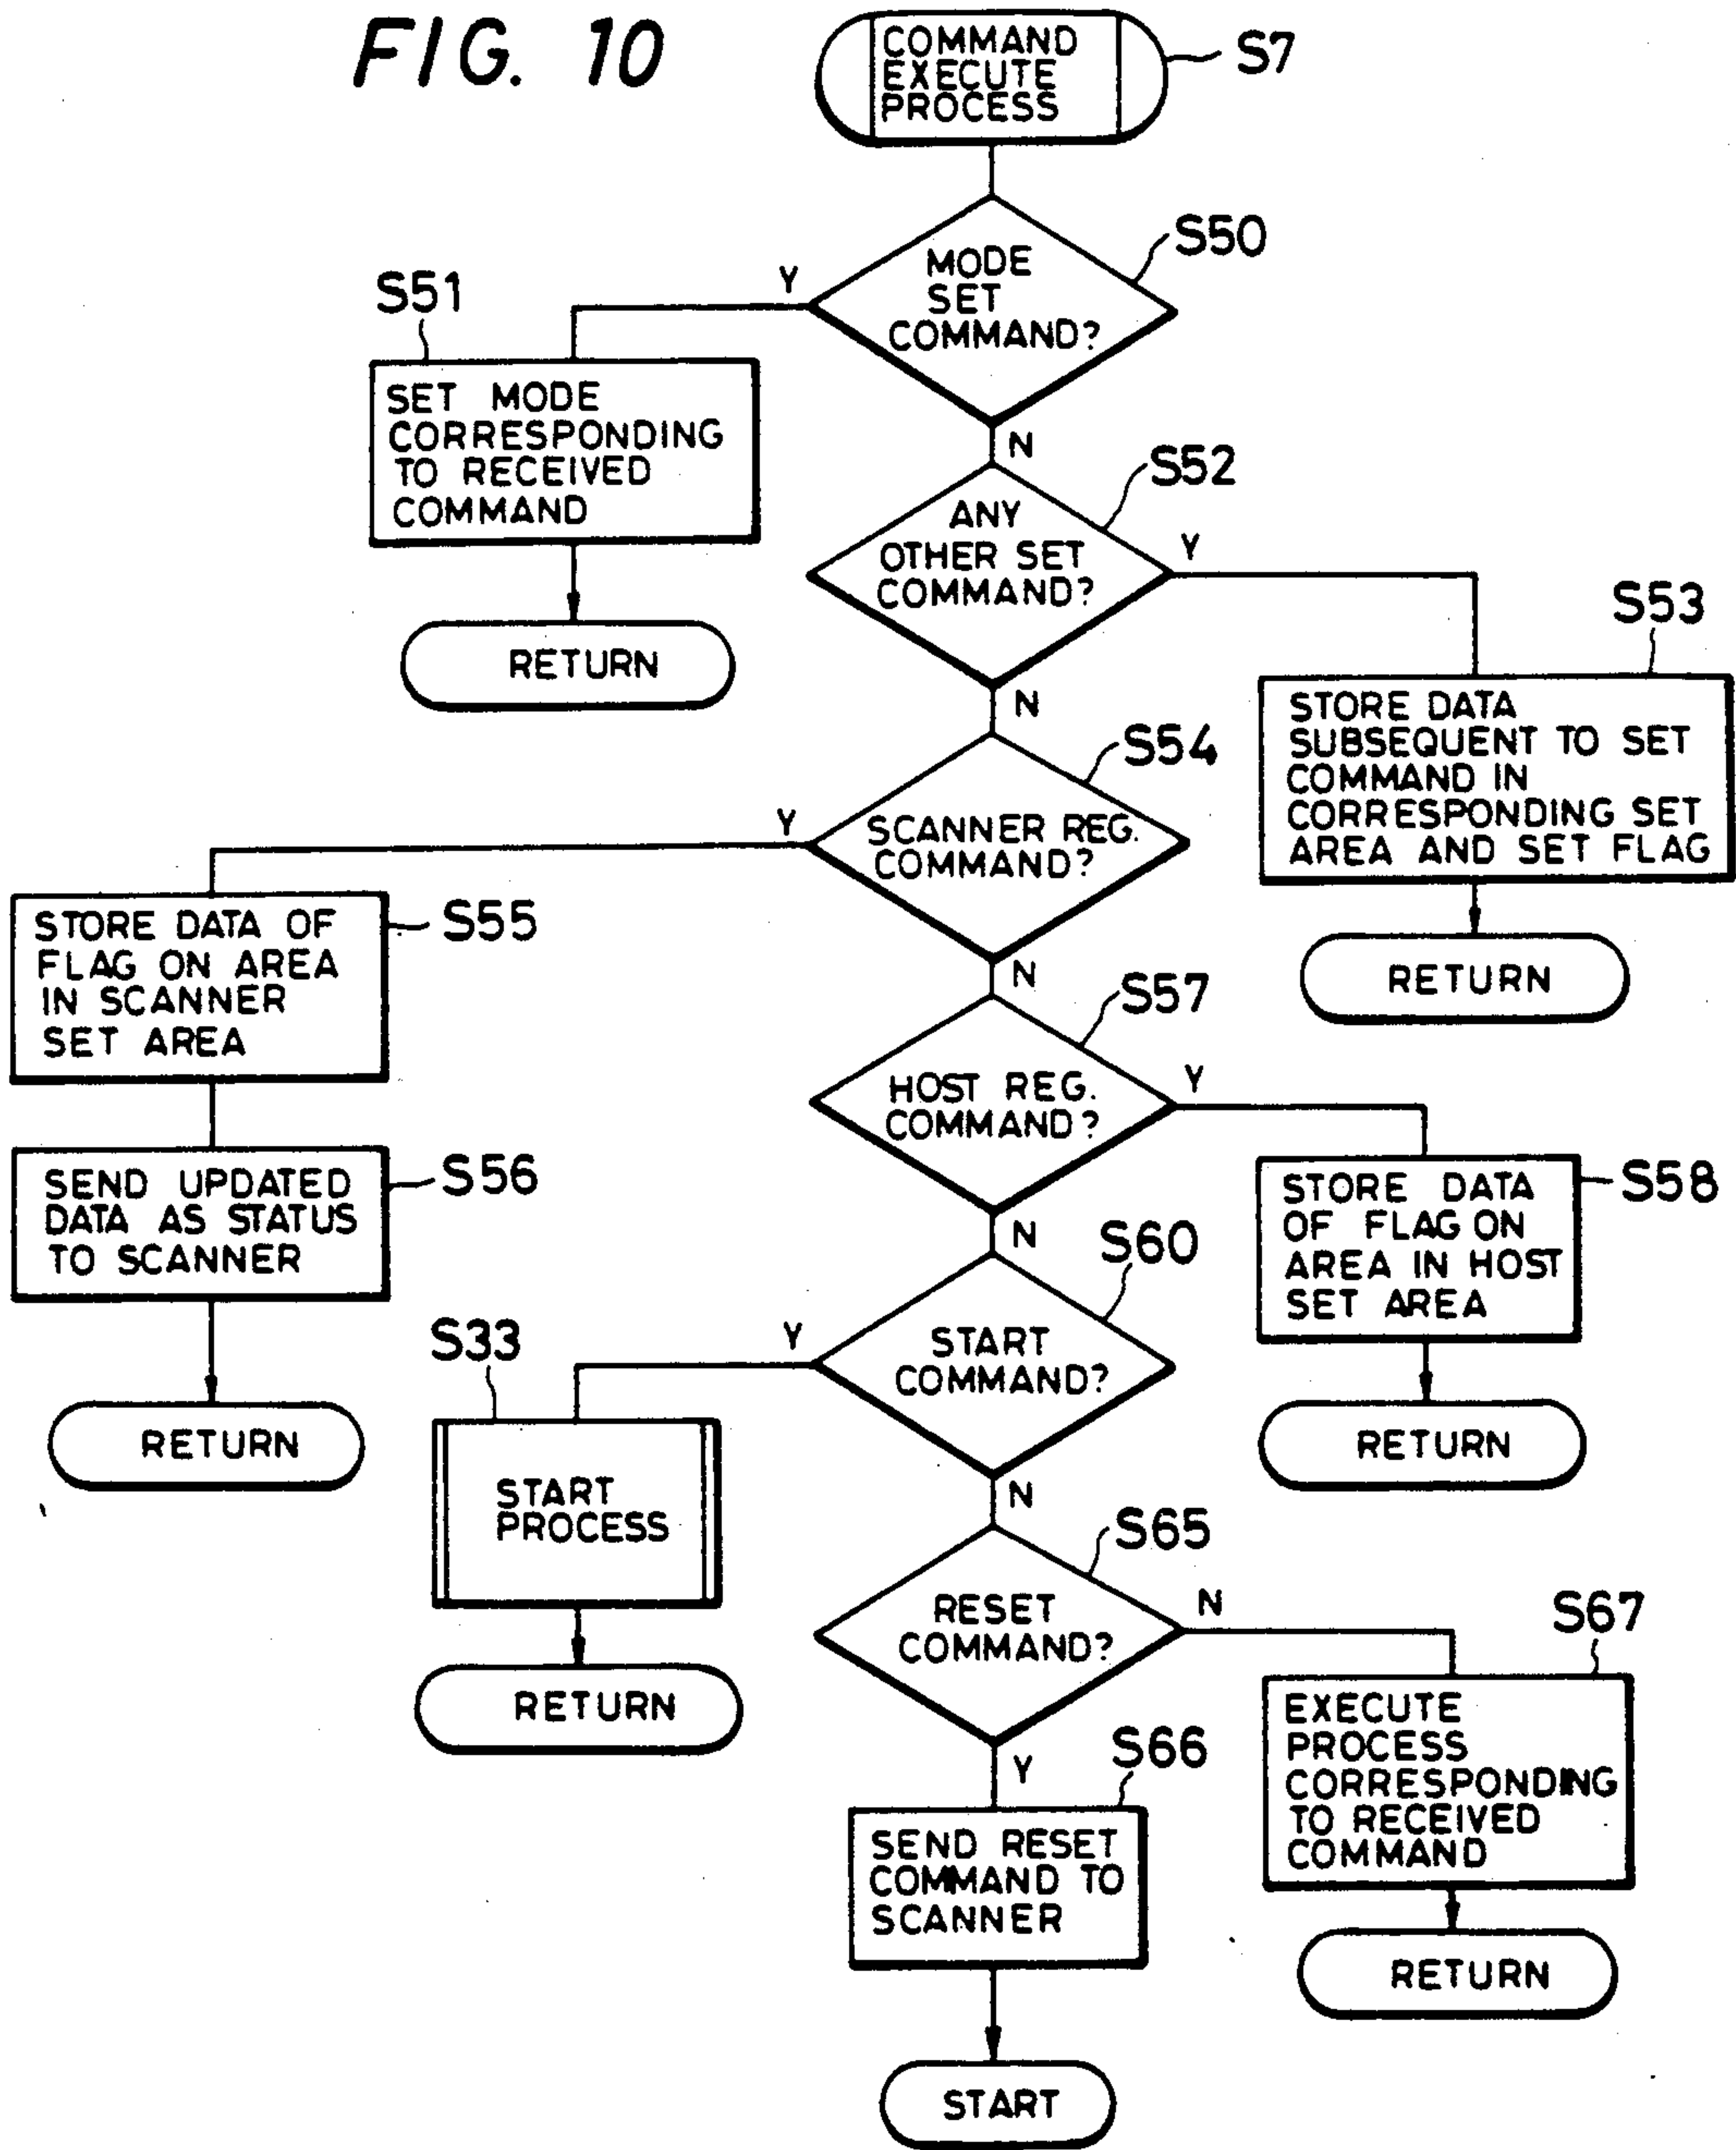 FIG. 10
COMMAND
EXECUTE
PROCESS
S7
MODE
SET
COMMAND?
S50
Y
N
S51
SET MODE
CORRESPONDING
TO RECEIVED
COMMAND
RETURN
ANY
OTHER SET
COMMAND?
S52
Y
N
S53
STORE DATA
SUBSEQUENT TO SET
COMMAND IN
CORRESPONDING SET
AREA AND SET FLAG
RETURN
SCANNER REG.
COMMAND?
S54
Y
N
STORE DATA OF
FLAG ON AREA
IN SCANNER
SET AREA
S55
SEND UPDATED
DATA AS STATUS
TO SCANNER
S56
RETURN
HOST REG.
COMMAND?
S57
Y
N
STORE DATA
OF FLAG ON
AREA IN HOST
SET AREA
S58
RETURN
START
COMMAND?
S60
Y
N
S33
START
PROCESS
RETURN
RESET
COMMAND?
S65
N
Y
S67
EXECUTE
PROCESS
CORRESPONDING
TO RECEIVED
COMMAND
RETURN
S66
SEND RESET
COMMAND TO
SCANNER
START